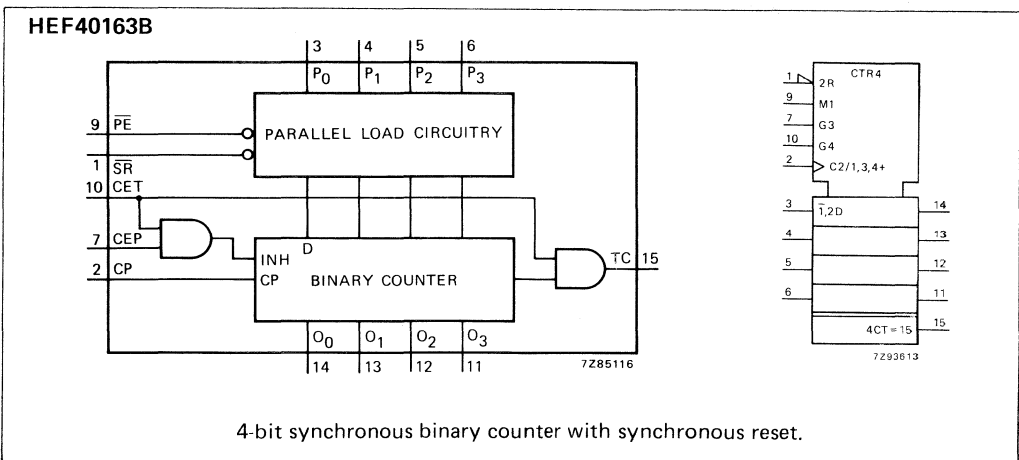 HEF40163B
3 4 5 6
P0 P1 P2 P3
9 PE
PARALLEL LOAD CIRCUITRY
1 SR
10 CET
7 CEP
2 CP
D
INH
CP
BINARY COUNTER
TC 15
O0 O1 O2 O3
14 13 12 11
7Z85116
CTR4
1 2R
9 M1
7 G3
10 G4
2 C2/1,3,4+
3 1,2D 14
4 13
5 12
6 11
4CT=15 15
7Z93613
4-bit synchronous binary counter with synchronous reset.